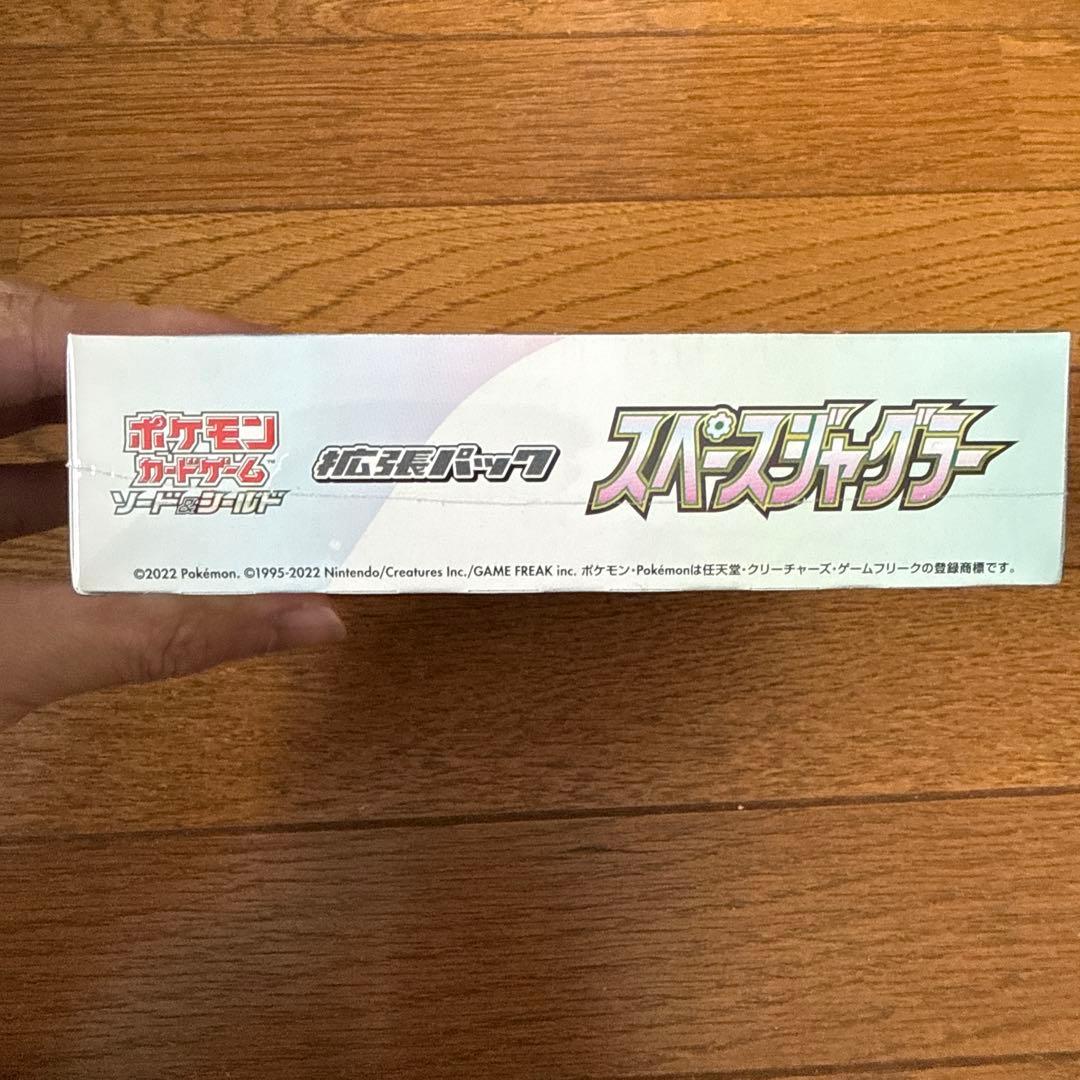 ポケモン
カードゲーム™
ソード&シールド
拡張パック
スペースジャグラー
©2022 Pokémon. ©1995-2022 Nintendo/Creatures Inc./GAME FREAK inc. ポケモン・Pokémonは任天堂・クリーチャーズ・ゲームフリークの登録商標です。